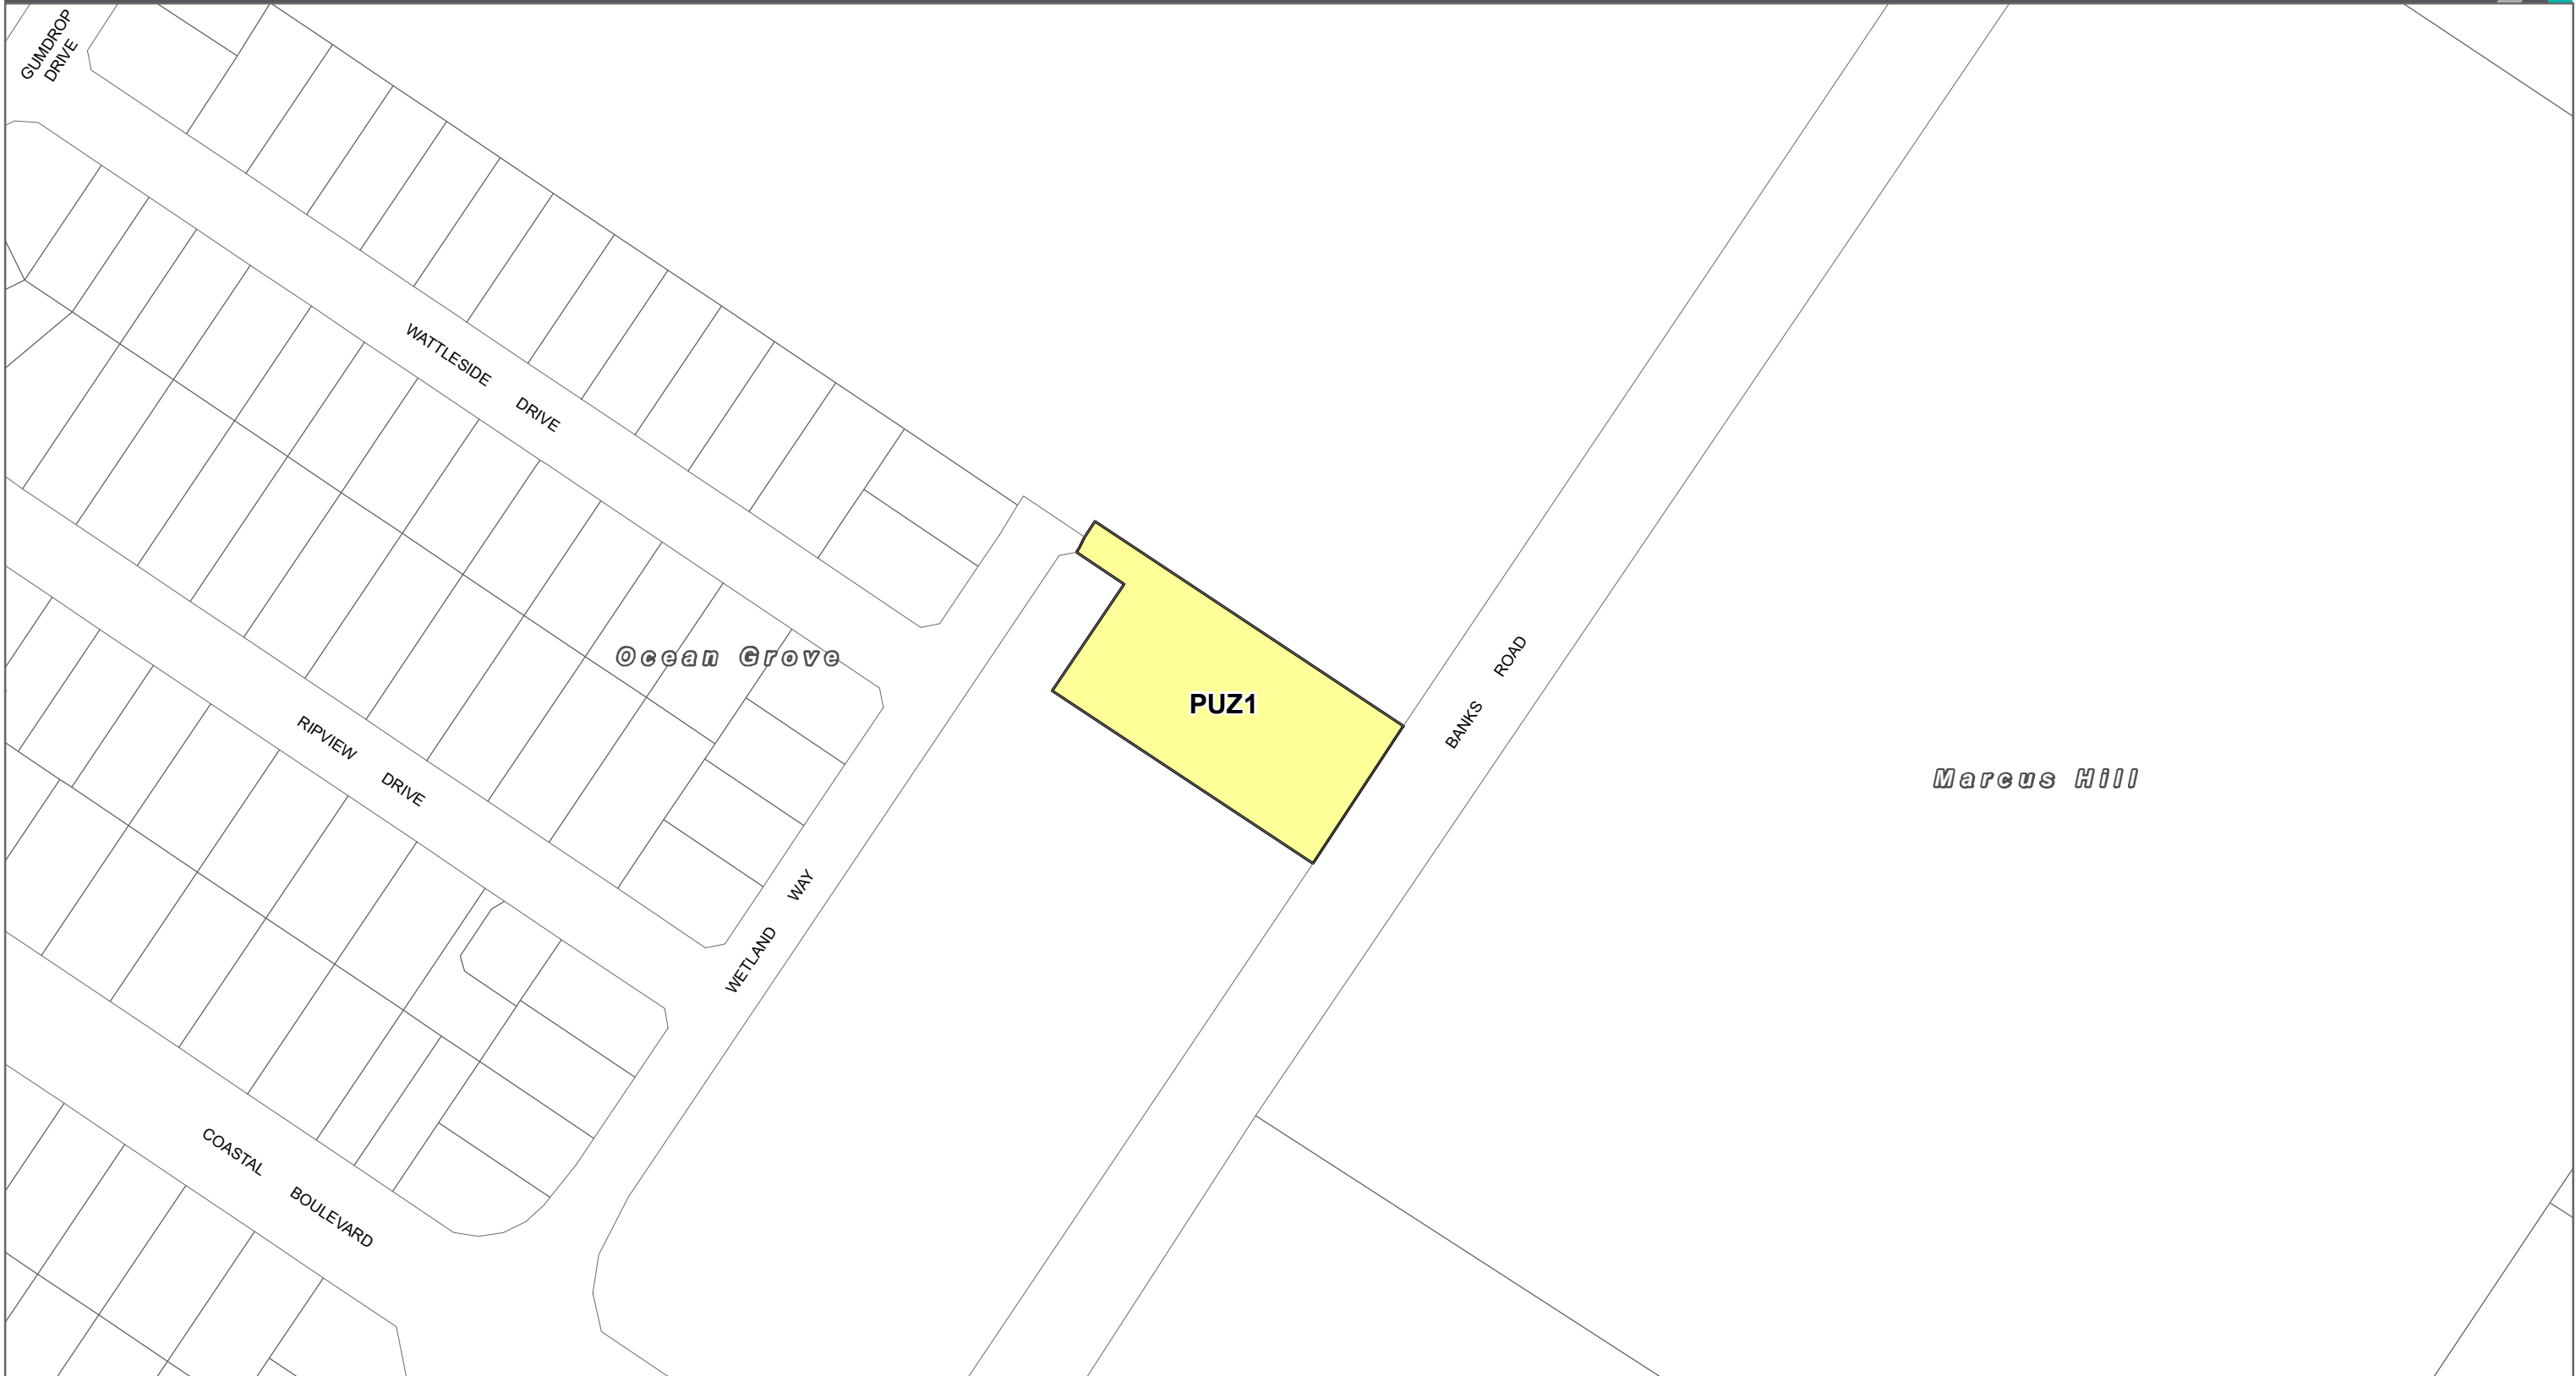 GUMDROP
DRIVE
WATTLESIDE DRIVE
Ocean Grove
PUZ1
BANKS ROAD
RIPVIEW DRIVE
Marcus Hill
WETLAND WAY
COASTAL BOULEVARD